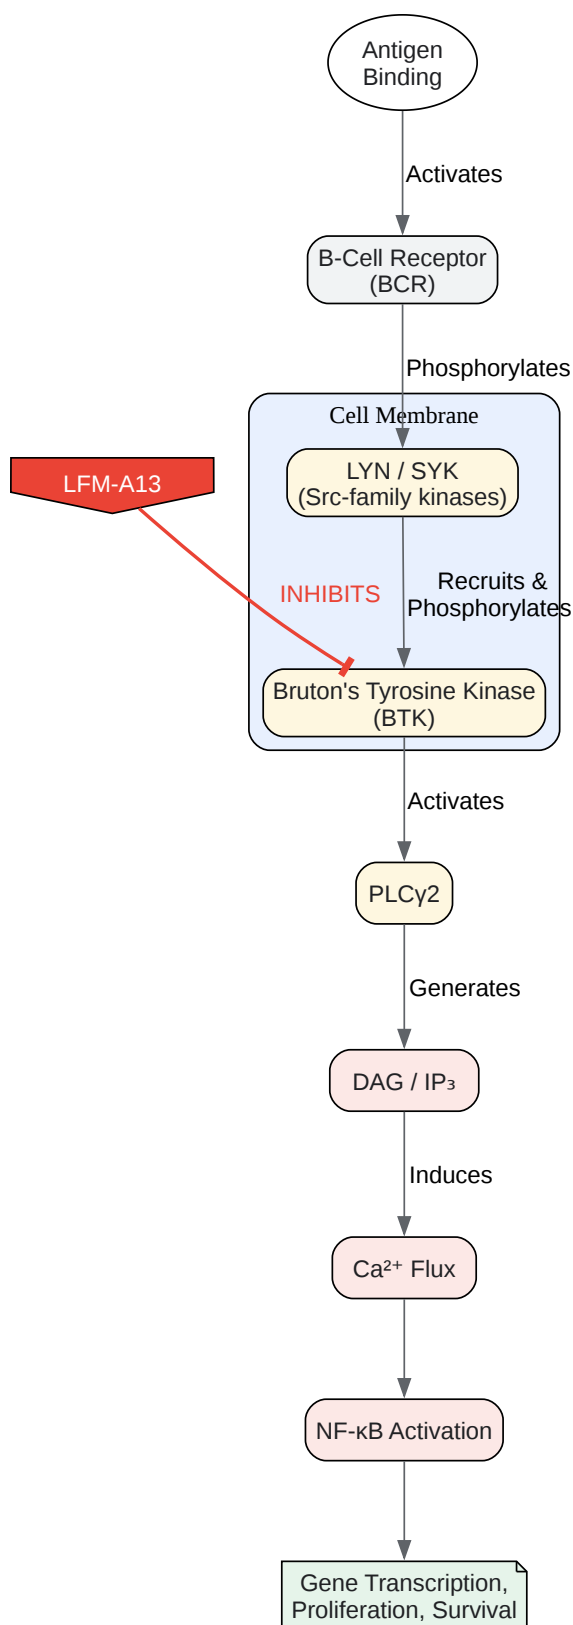 Antigen
Binding
Activates
B-Cell Receptor
(BCR)
Phosphorylates
Cell Membrane
LFM-A13
LYN / SYK
(Src-family kinases)
INHIBITS
Recruits &
Phosphorylates
Bruton's Tyrosine Kinase
(BTK)
Activates
PLCγ2
Generates
DAG / IP₃
Induces
Ca²⁺ Flux
NF-κB Activation
Gene Transcription,
Proliferation, Survival